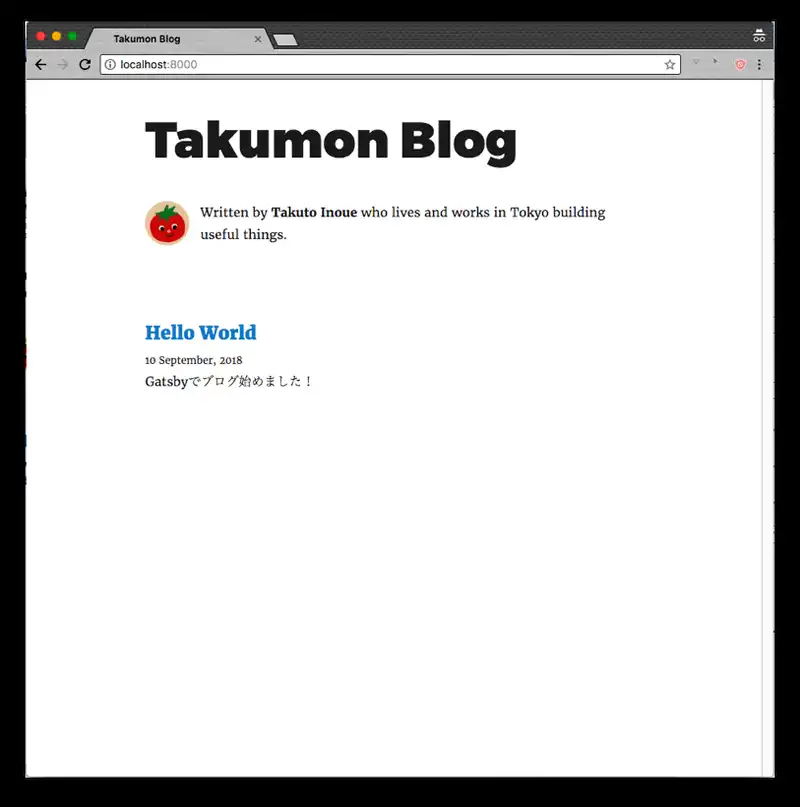 Takumon Blog
localhost:8000
Takumon Blog
Written by Takuto Inoue who lives and works in Tokyo building
useful things.
Hello World
10 September, 2018
Gatsbyでブログ始めました！